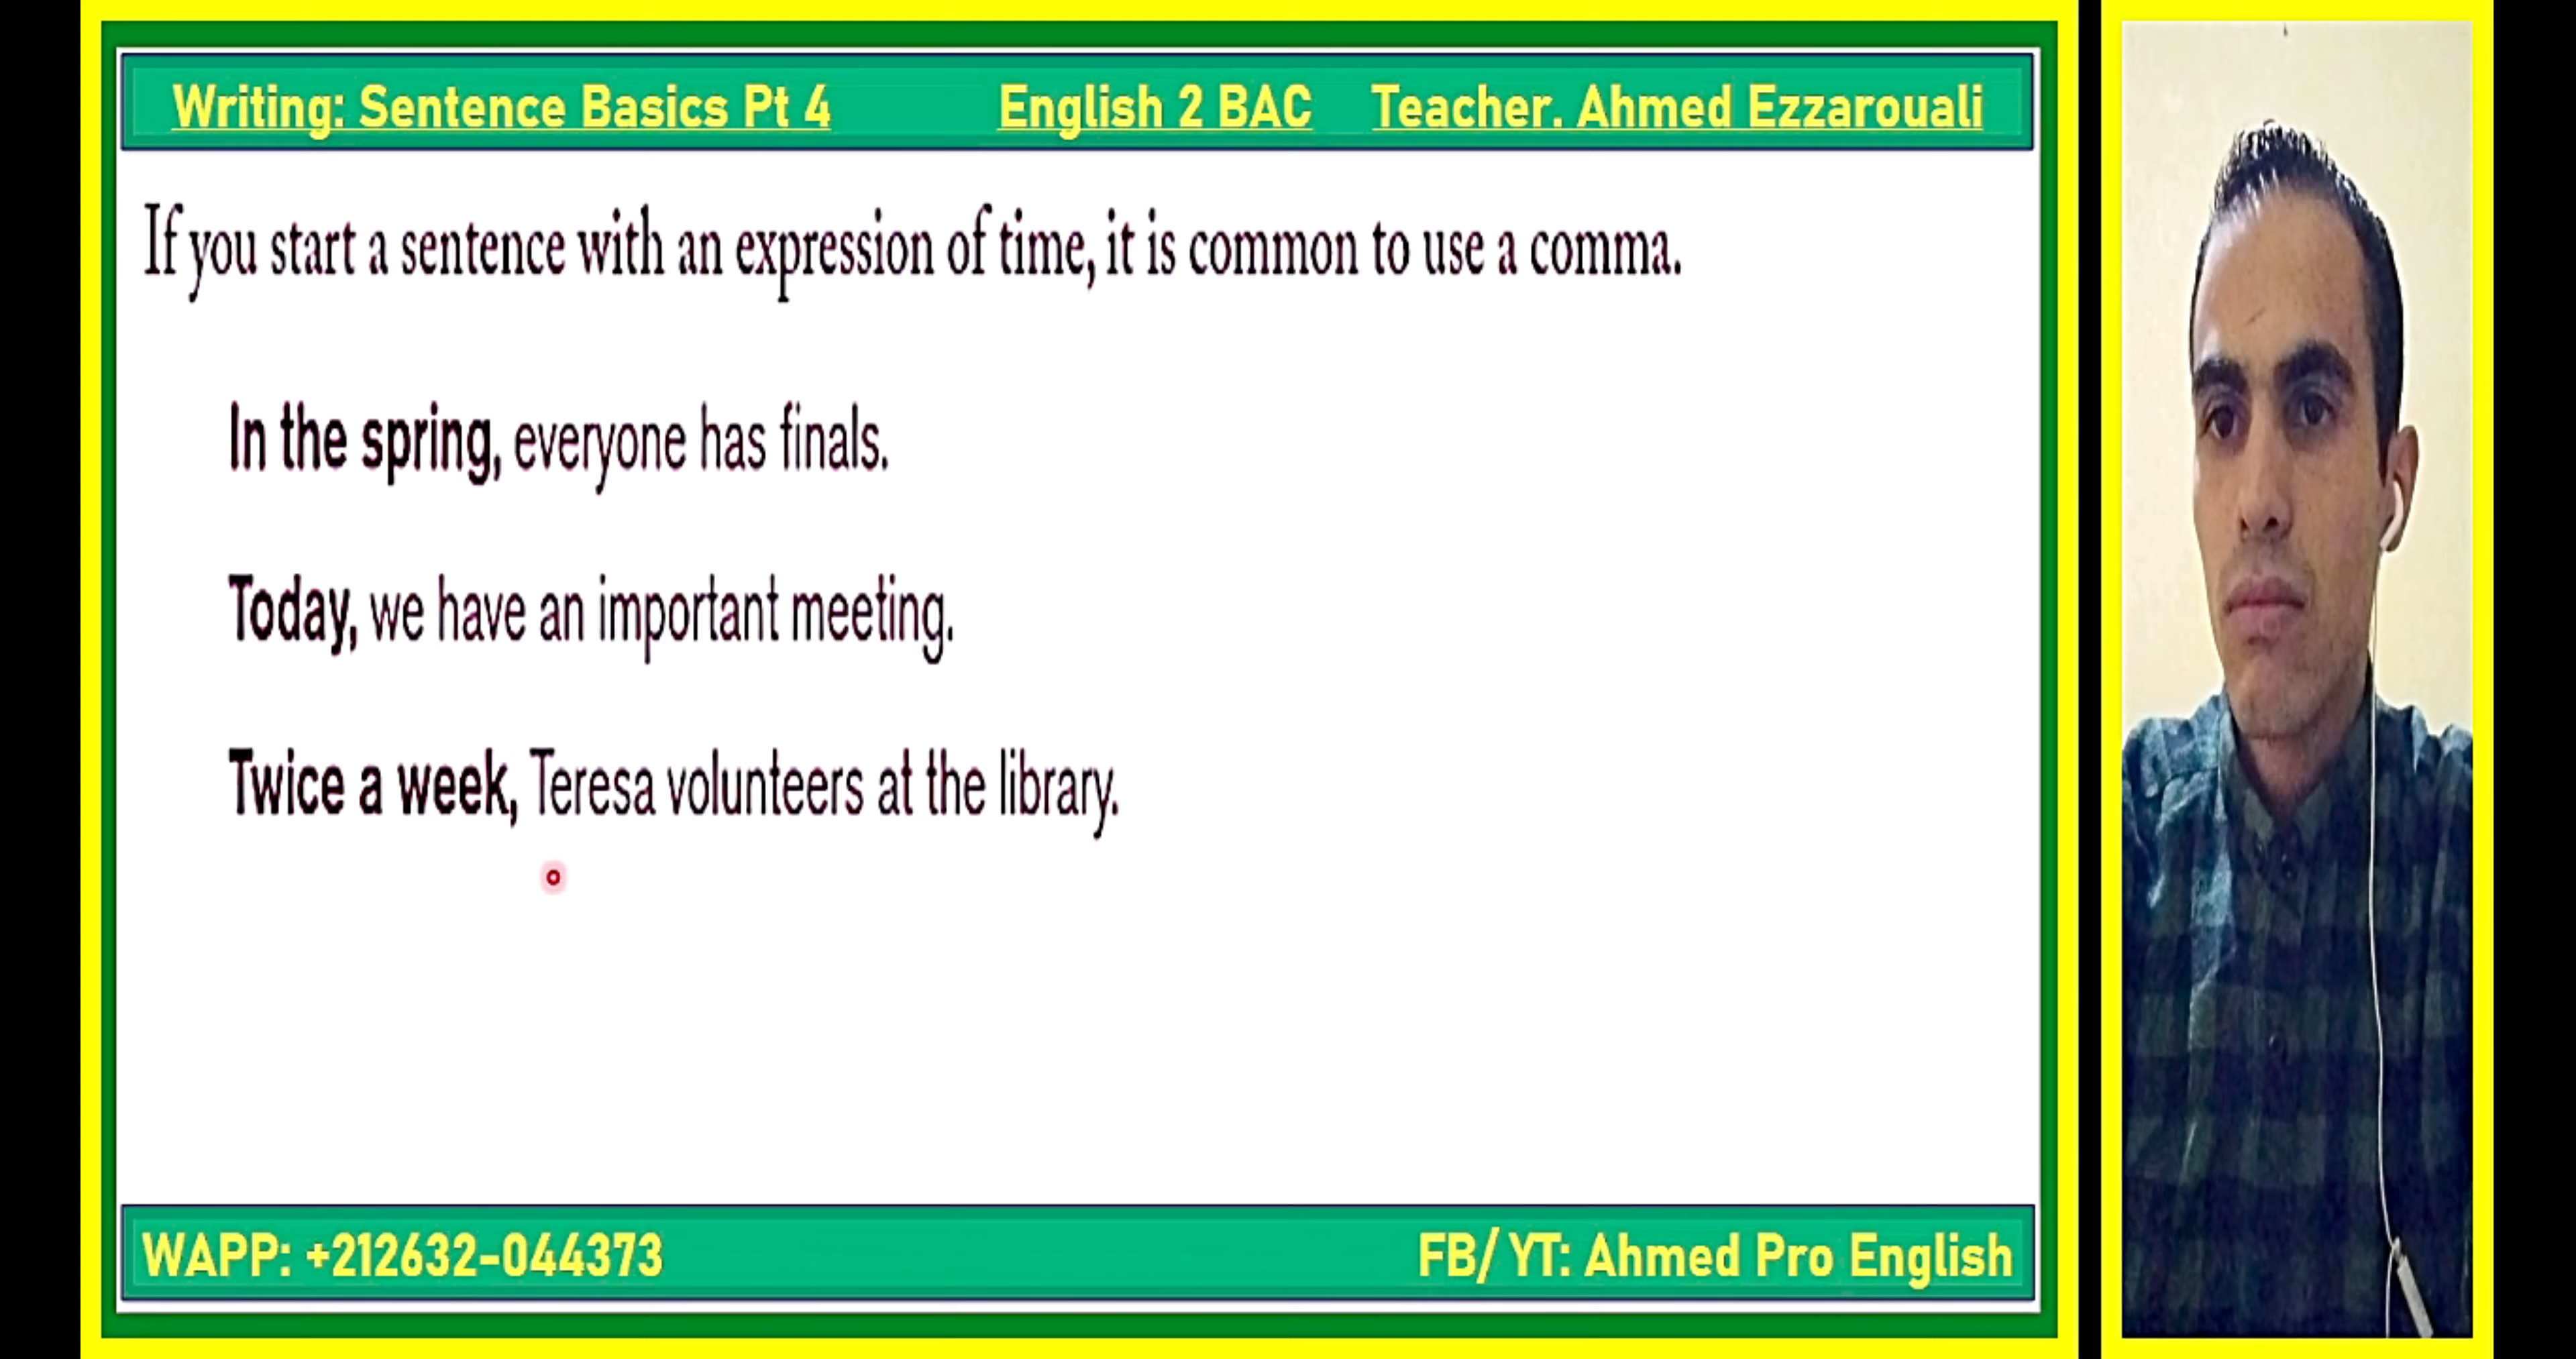 Writing: Sentence Basics Pt 4 English 2 BAC Teacher. Ahmed Ezzarouali
If you start a sentence with an expression of time, it is common to use a comma.
In the spring, everyone has finals.
Today, we have an important meeting.
Twice a week, Teresa volunteers at the library.
WAPP: +212632-044373 FB/ YT: Ahmed Pro English